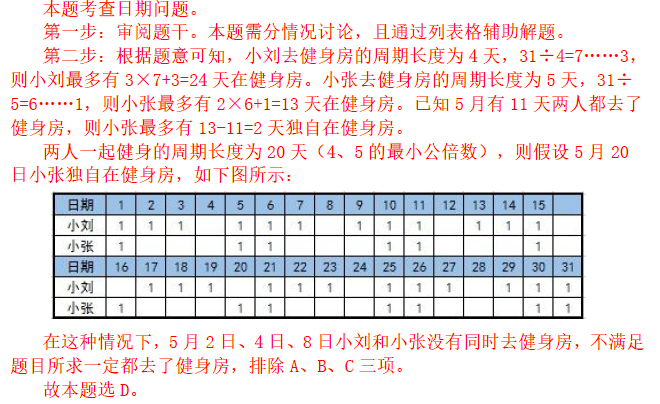 本题考查日期问题。
第一步：审阅题干。本题需分情况讨论，且通过列表格辅助解题。
第二步：根据题意可知，小刘去健身房的周期长度为 4 天，31÷4=7……3，
则小刘最多有 3×7+3=24 天在健身房。小张去健身房的周期长度为 5 天，31÷
5=6……1，则小张最多有 2×6+1=13 天在健身房。已知 5 月有 11 天两人都去了
健身房，则小张最多有 13-11=2 天独自在健身房。
两人一起健身的周期长度为 20 天（4、5 的最小公倍数），则假设 5 月 20
日小张独自在健身房，如下图所示：
日期 1 2 3 4 5 6 7 8 9 10 11 12 13 14 15
小刘 1 1 1 1 1 1 1 1 1 1 1 1
小张 1 1 1 1 1 1
日期 16 17 18 19 20 21 22 23 24 25 26 27 28 29 30 31
小刘 1 1 1 1 1 1 1 1 1 1 1 1
小张 1 1 1 1 1 1 1
在这种情况下，5 月 2 日、4 日、8 日小刘和小张没有同时去健身房，不满足
题目所求一定都去了健身房，排除 A、B、C 三项。
故本题选 D。